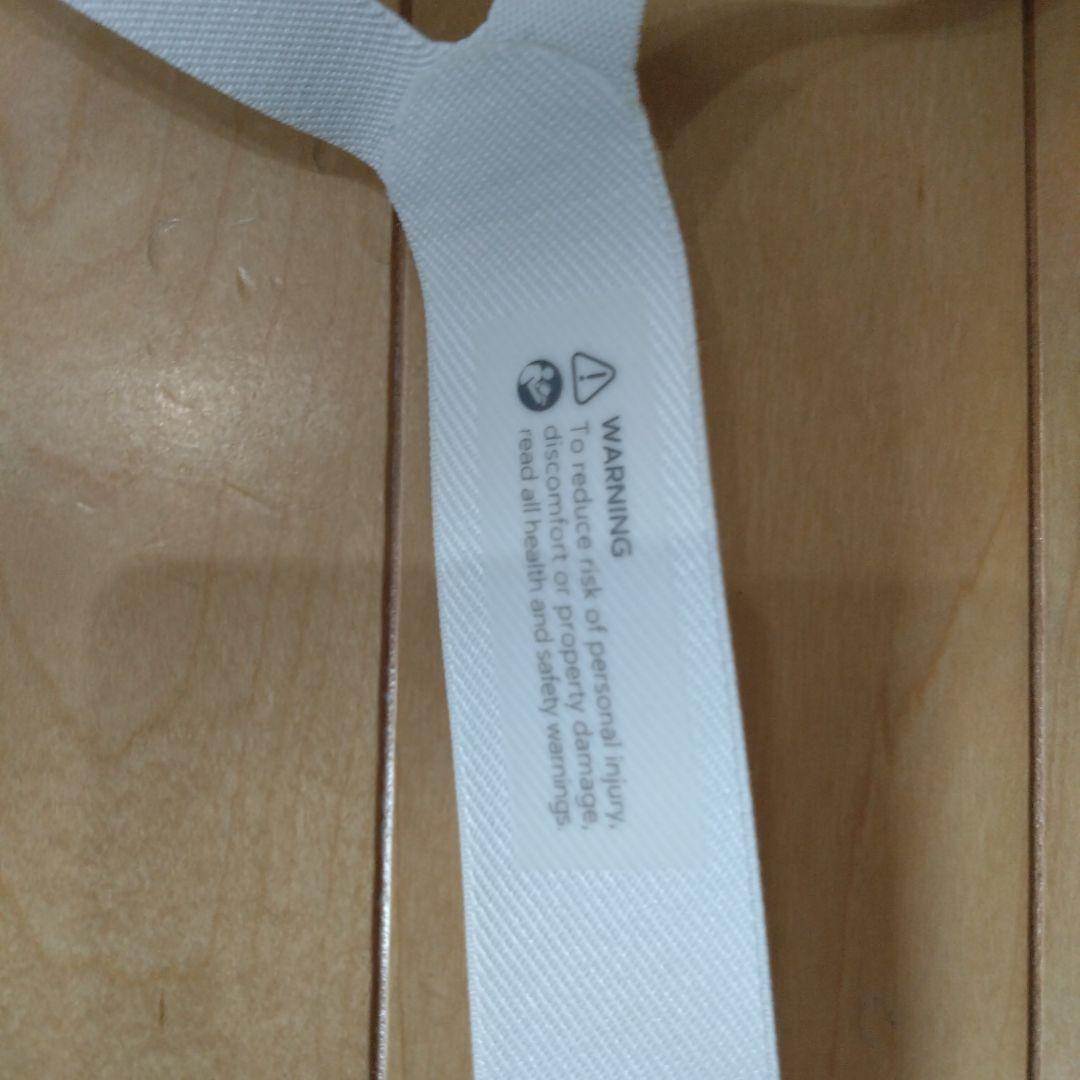 WARNING
To reduce risk of personal injury,
discomfort or property damage,
read all health and safety warnings.